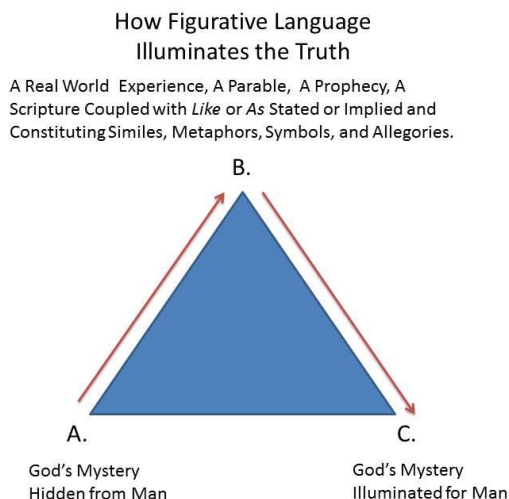 How Figurative Language
Illuminates the Truth
A Real World Experience, A Parable, A Prophecy, A
Scripture Coupled with Like or As Stated or Implied and
Constituting Similes, Metaphors, Symbols, and Allegories.
B.
A.
C.
God's Mystery
Hidden from Man
God's Mystery
Illuminated for Man